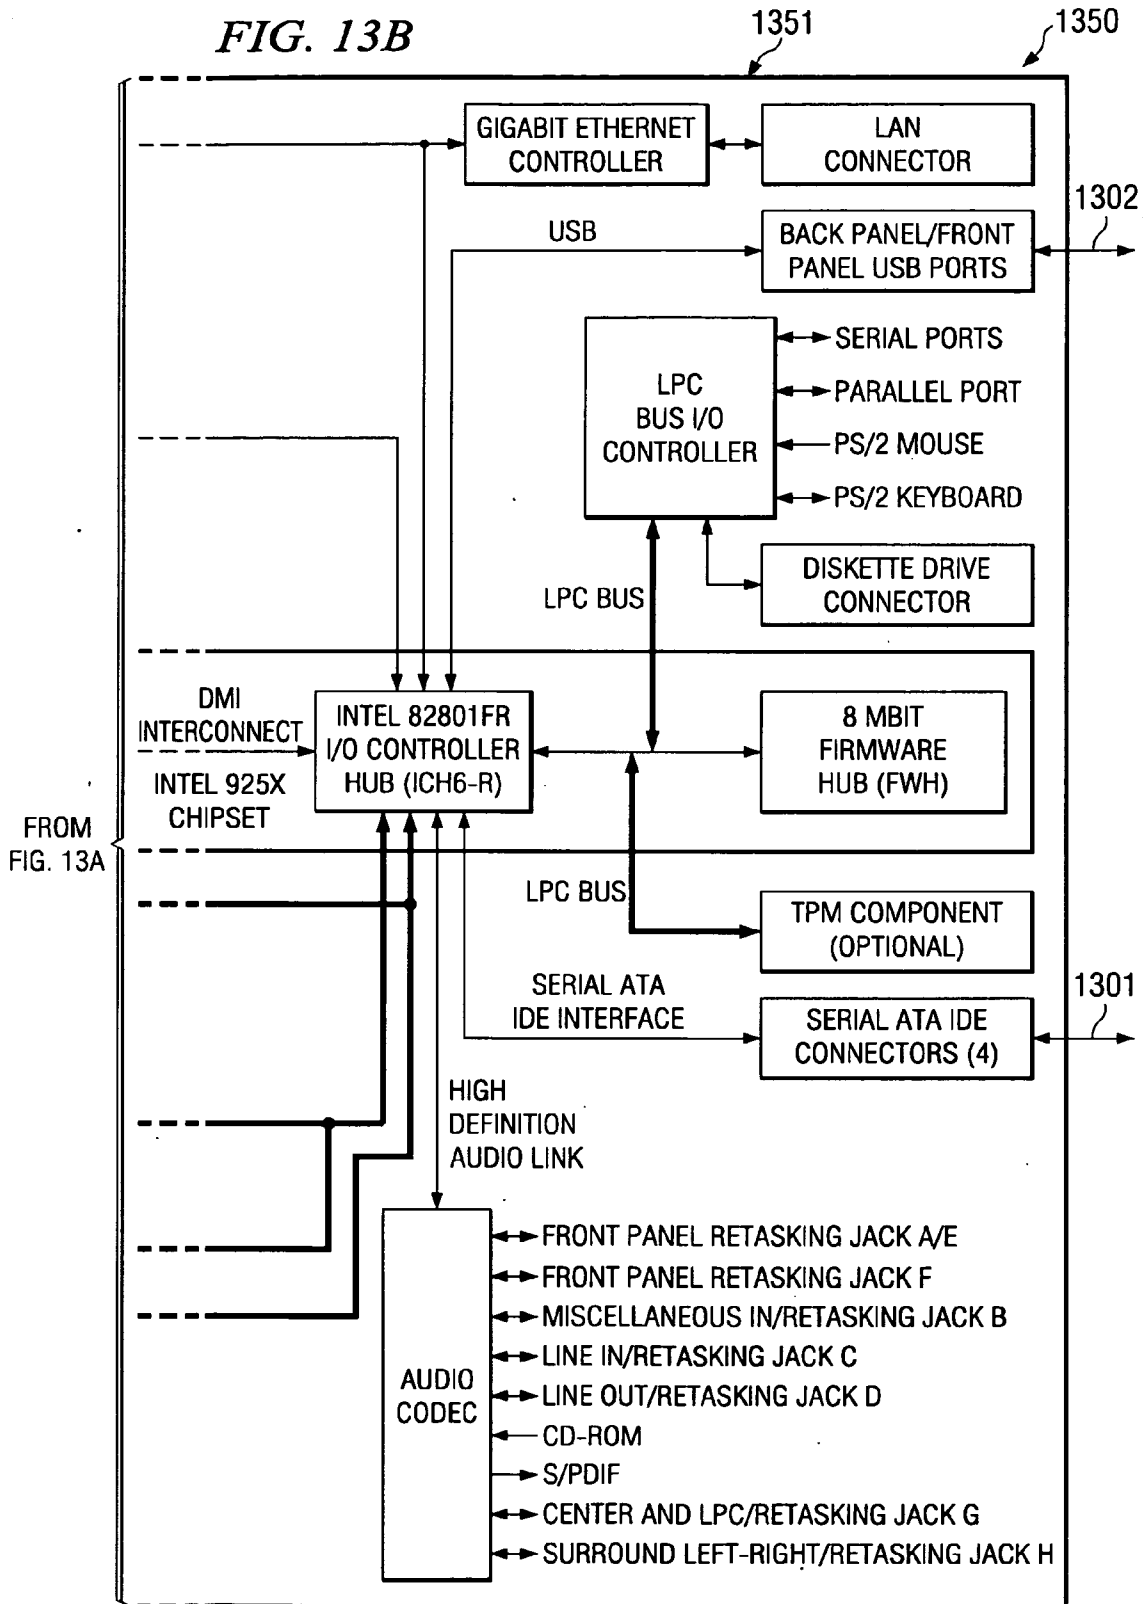 FIG. 13B
1351
1350
GIGABIT ETHERNET
CONTROLLER
LAN
CONNECTOR
1302
USB
BACK PANEL/FRONT
PANEL USB PORTS
LPC
BUS I/O
CONTROLLER
SERIAL PORTS
PARALLEL PORT
PS/2 MOUSE
PS/2 KEYBOARD
LPC BUS
DISKETTE DRIVE
CONNECTOR
DMI
INTERCONNECT
INTEL 925X
CHIPSET
INTEL 82801FR
I/O CONTROLLER
HUB (ICH6-R)
8 MBIT
FIRMWARE
HUB (FWH)
FROM
FIG. 13A
LPC BUS
TPM COMPONENT
(OPTIONAL)
SERIAL ATA
IDE INTERFACE
SERIAL ATA IDE
CONNECTORS (4)
1301
HIGH
DEFINITION
AUDIO LINK
AUDIO
CODEC
FRONT PANEL RETASKING JACK A/E
FRONT PANEL RETASKING JACK F
MISCELLANEOUS IN/RETASKING JACK B
LINE IN/RETASKING JACK C
LINE OUT/RETASKING JACK D
CD-ROM
S/PDIF
CENTER AND LPC/RETASKING JACK G
SURROUND LEFT-RIGHT/RETASKING JACK H